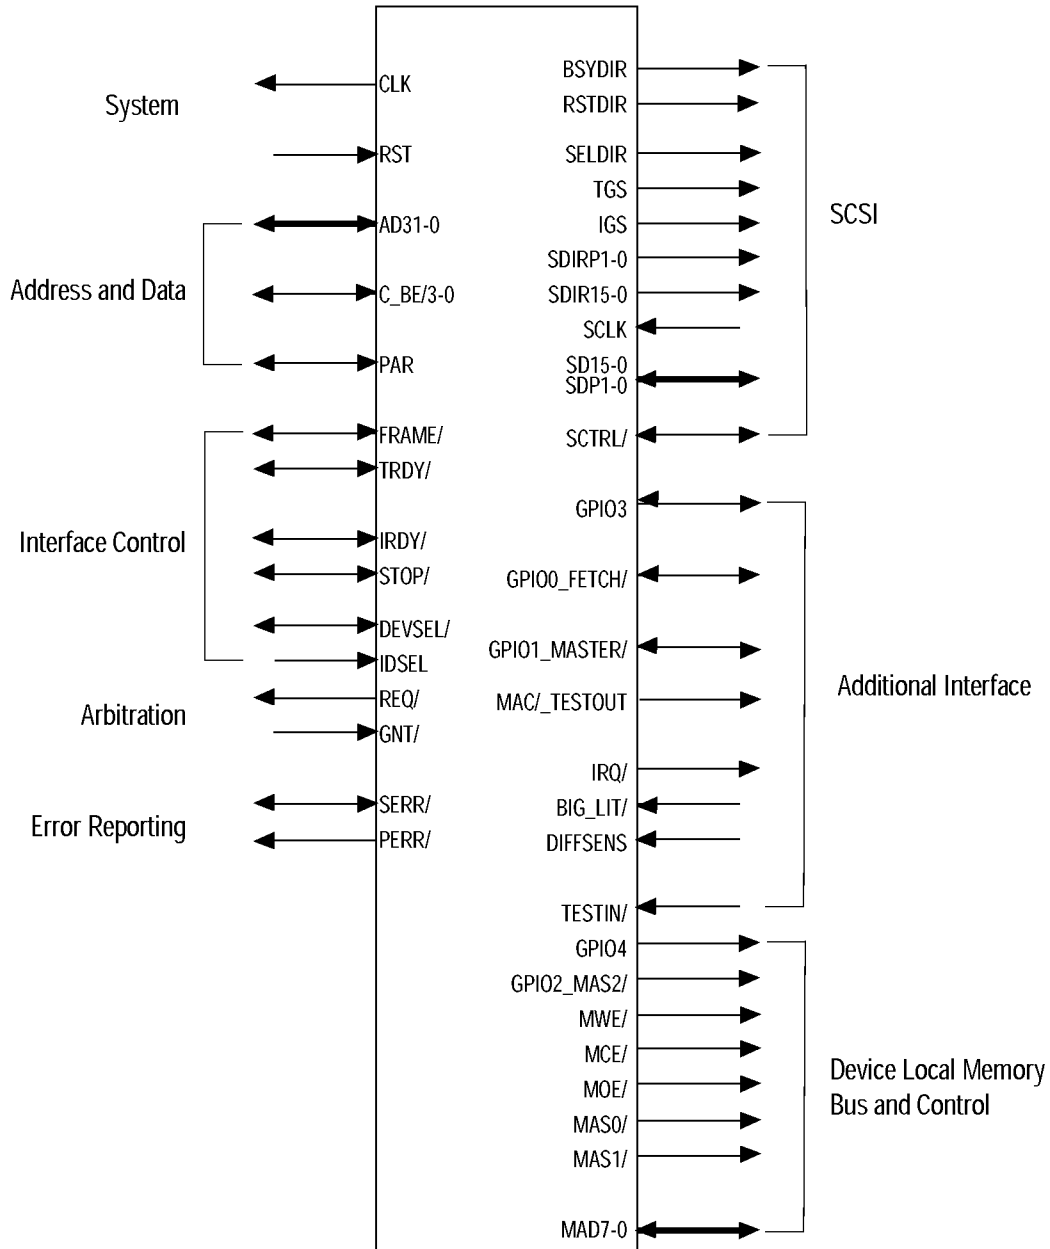 System
CLK
RST
Address and Data
AD31-0
C_BE/3-0
PAR
Interface Control
FRAME/
TRDY/
IRDY/
STOP/
DEVSEL/
IDSEL
Arbitration
REQ/
GNT/
Error Reporting
SERR/
PERR/
BSYDIR
RSTDIR
SELDIR
TGS
IGS
SDIRP1-0
SDIR15-0
SCLK
SD15-0
SDP1-0
SCTRL/
SCSI
GPIO3
GPIO0_FETCH/
GPIO1_MASTER/
MAC/_TESTOUT
IRQ/
BIG_LIT/
DIFFSENS
TESTIN/
Additional Interface
GPIO4
GPIO2_MAS2/
MWE/
MCE/
MOE/
MAS0/
MAS1/
MAD7-0
Device Local Memory
Bus and Control